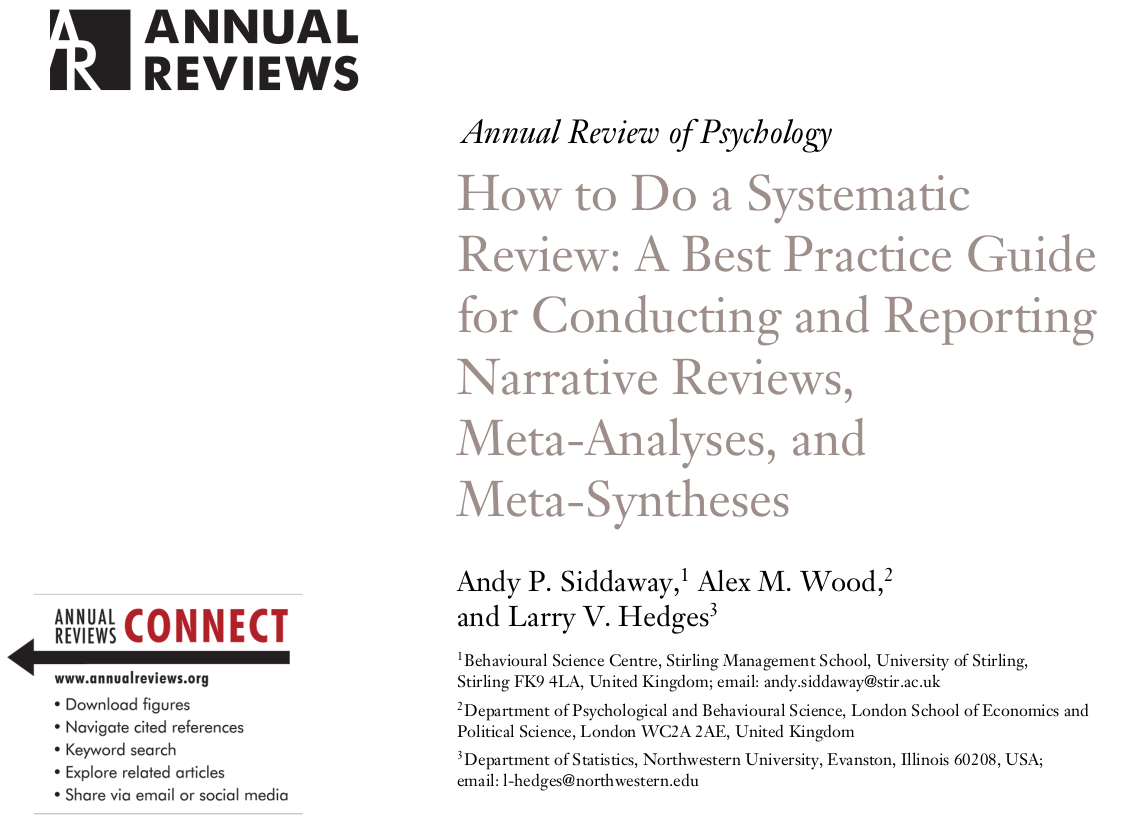 AR
ANNUAL
REVIEWS
Annual Review of Psychology
How to Do a Systematic
Review: A Best Practice Guide
for Conducting and Reporting
Narrative Reviews,
Meta-Analyses, and
Meta-Syntheses
Andy P. Siddaway,¹ Alex M. Wood,²
and Larry V. Hedges³
¹Behavioural Science Centre, Stirling Management School, University of Stirling,
Stirling FK9 4LA, United Kingdom; email: andy.siddaway@stir.ac.uk
²Department of Psychological and Behavioural Science, London School of Economics and
Political Science, London WC2A 2AE, United Kingdom
³Department of Statistics, Northwestern University, Evanston, Illinois 60208, USA;
email: l-hedges@northwestern.edu
ANNUAL
REVIEWS CONNECT
www.annualreviews.org
• Download figures
• Navigate cited references
• Keyword search
• Explore related articles
• Share via email or social media